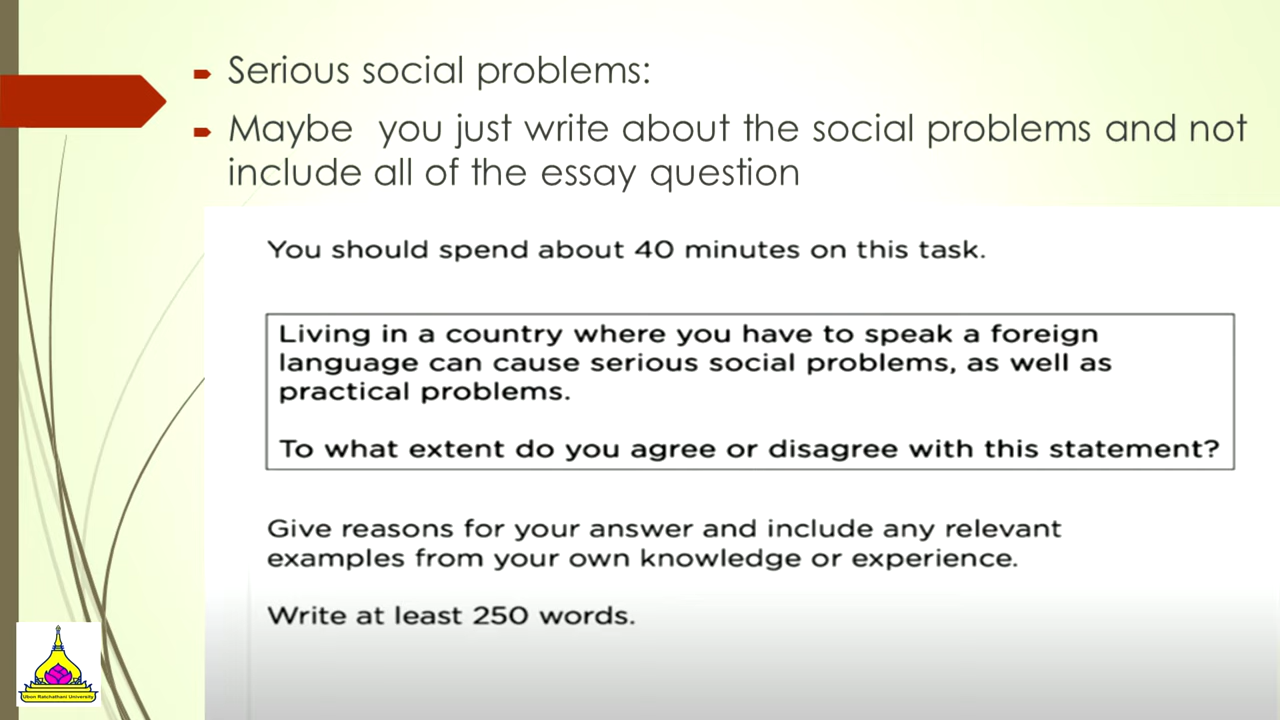 Serious social problems:
Maybe you just write about the social problems and not
include all of the essay question
You should spend about 40 minutes on this task.
Living in a country where you have to speak a foreign
language can cause serious social problems, as well as
practical problems.
To what extent do you agree or disagree with this statement?
Give reasons for your answer and include any relevant
examples from your own knowledge or experience.
Write at least 250 words.
Ubon Ratchathani University